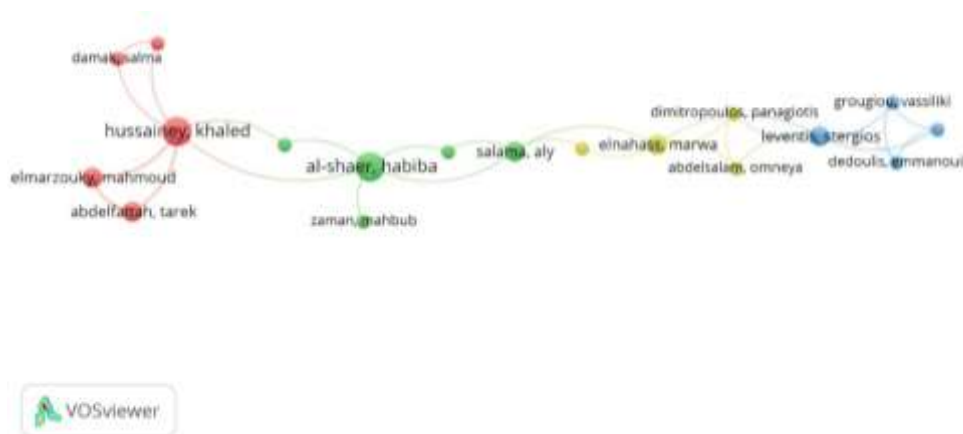 damak, salma
hussainey, khaled
elmarzouky, mahmoud
abdelfattah, tarek
al-shaer, habiba
zaman, mahbub
salama, aly
elnahass, marwa
dimitropoulos, panagiotis
abdelsalam, omneya
leventis, stergios
grougiou, vassiliki
dedoulis, emmanoui
VOSviewer